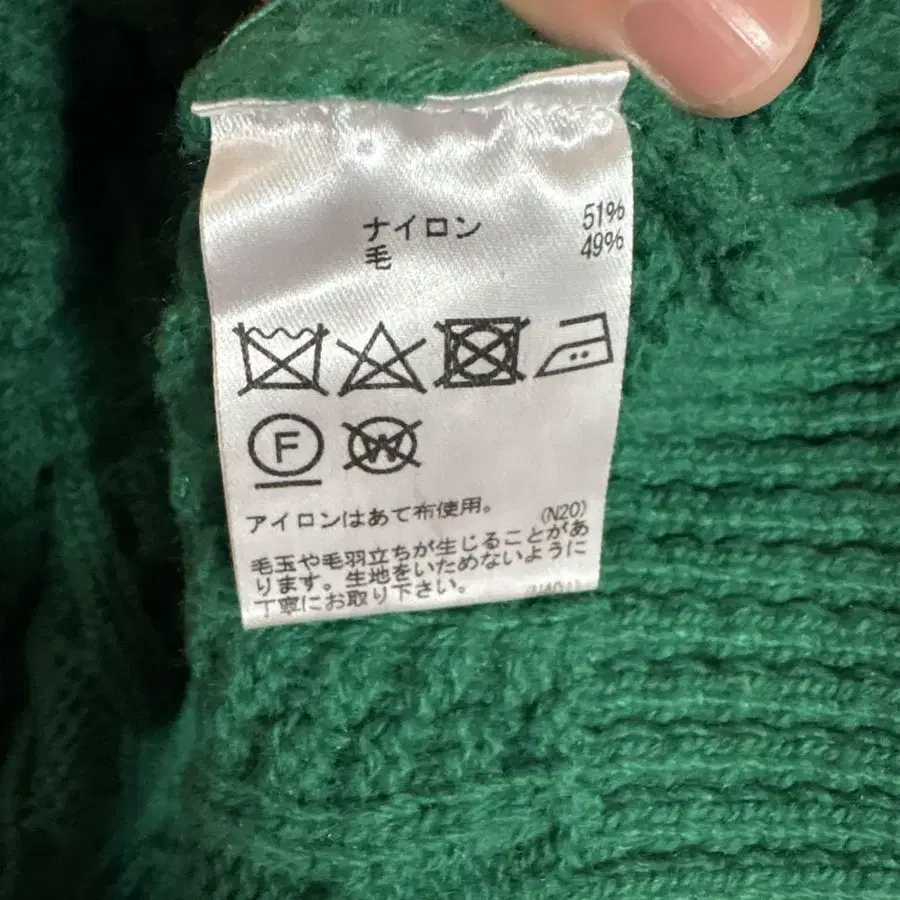 ナイロン 51%
毛 49%
F
W
アイロンはあて布使用。 (N20)
毛玉や毛羽立ちが生じることがあ
ります。生地をいためないように
丁寧にお取り下さい。